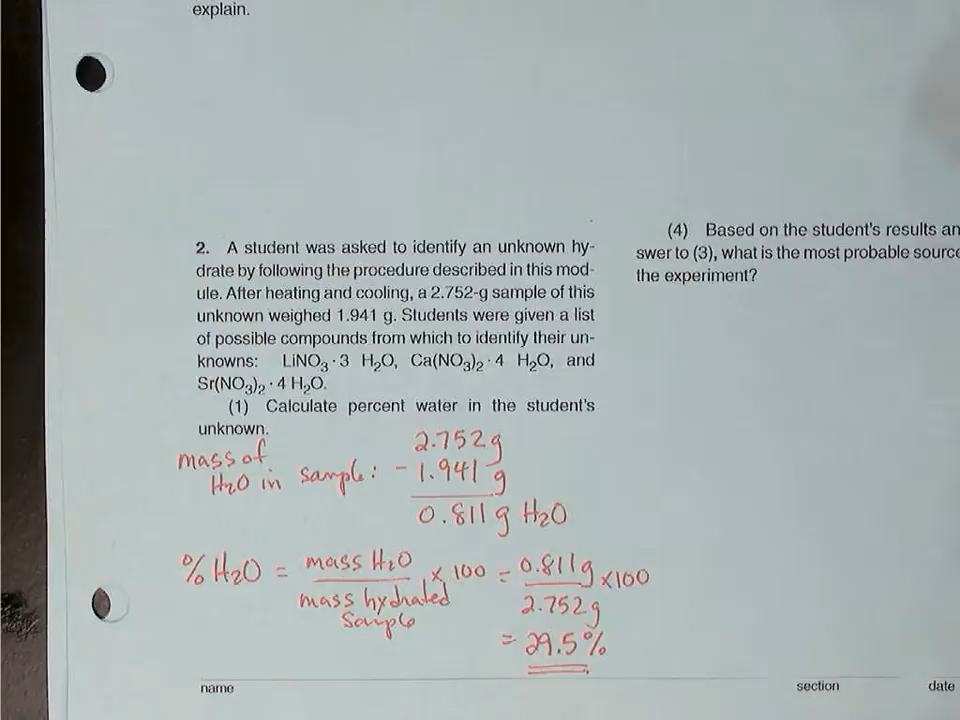 explain.
2. A student was asked to identify an unknown hy-
drate by following the procedure described in this mod-
ule. After heating and cooling, a 2.752-g sample of this
unknown weighed 1.941 g. Students were given a list
of possible compounds from which to identify their un-
knowns: LiNO₃·3 H₂O, Ca(NO₃)₂·4 H₂O, and
Sr(NO₃)₂·4 H₂O.
(1) Calculate percent water in the student's
unknown.
mass of
H₂O in sample:
2.752g
- 1.941 g
0.811g H₂O
% H₂O = mass H₂O / mass hydrated sample × 100 = 0.811g / 2.752g × 100
= 29.5%
(4) Based on the student's results an
swer to (3), what is the most probable source
the experiment?
name section date